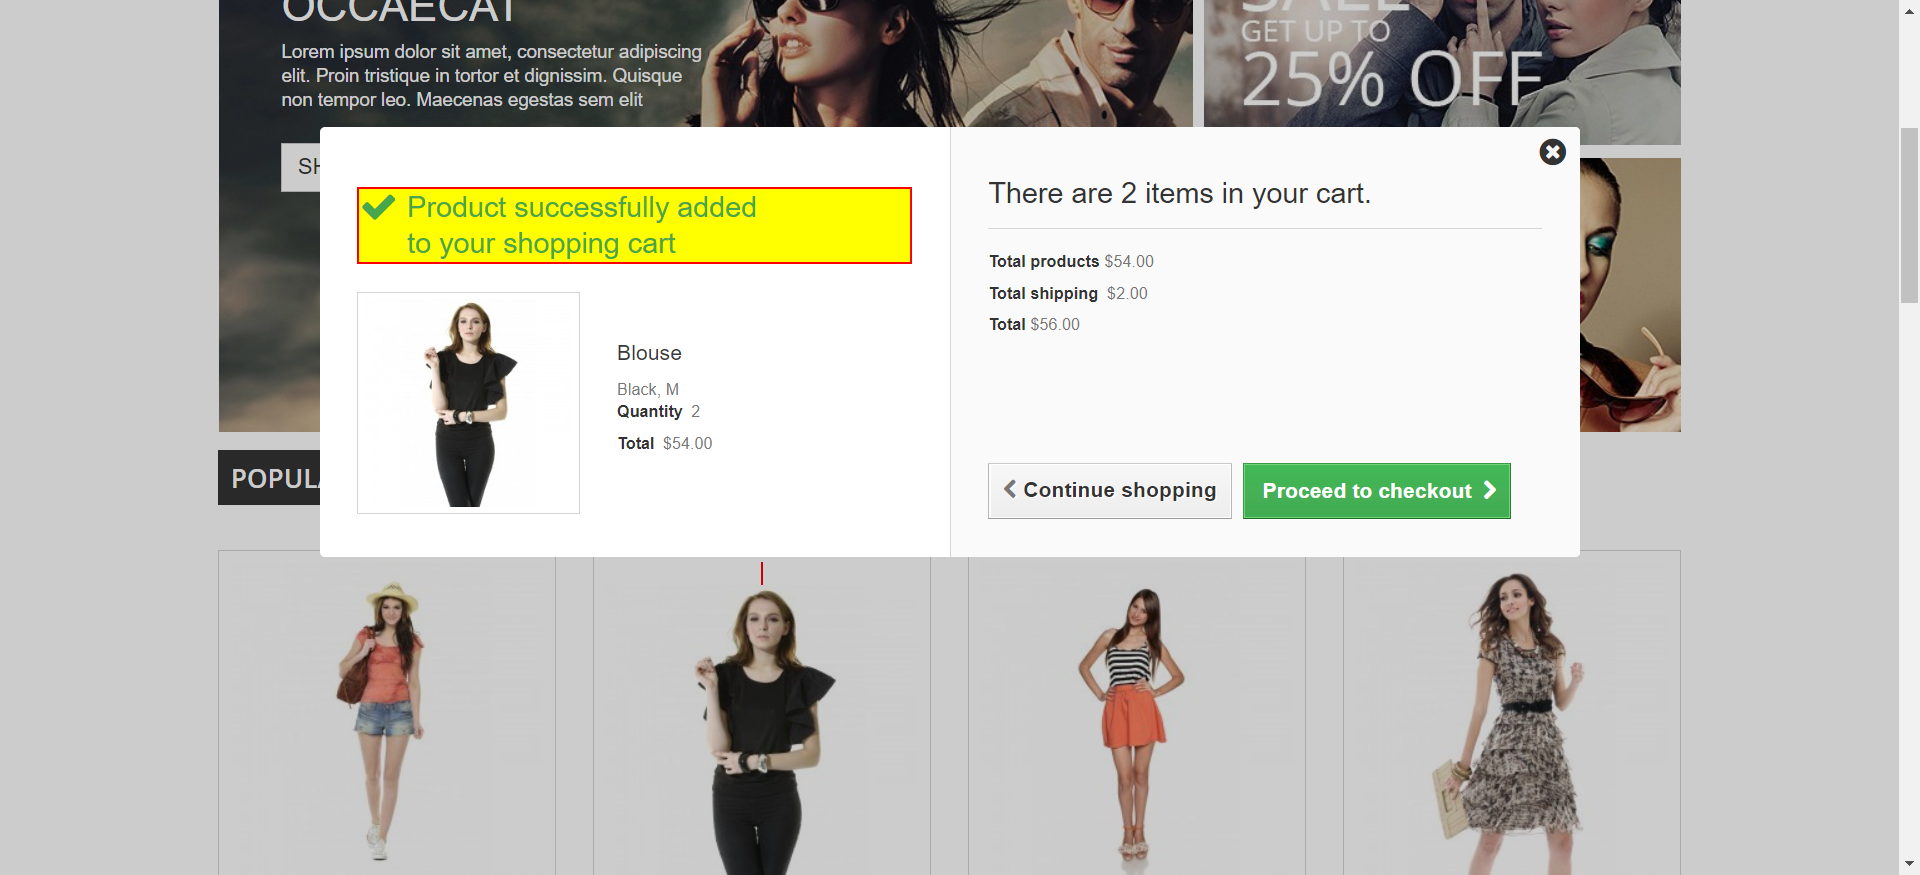 OCCAECAT
Lorem ipsum dolor sit amet, consectetur adipiscing
elit. Proin tristique in tortor et dignissim. Quisque
non tempor leo. Maecenas egestas sem elit
SALE
GET UP TO
25% OFF
SH
Product successfully added
to your shopping cart
Blouse
Black, M
Quantity 2
Total $54.00
There are 2 items in your cart.
Total products $54.00
Total shipping $2.00
Total $56.00
Continue shopping
Proceed to checkout
POPULA